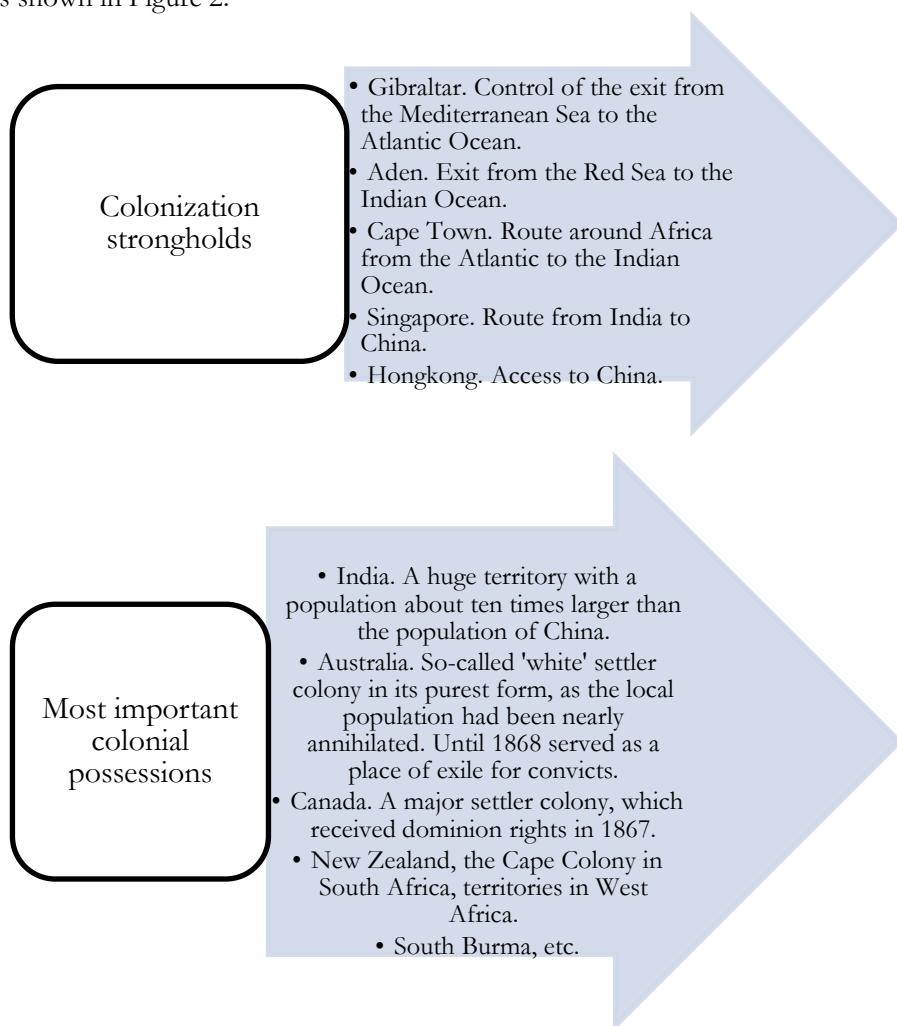 s shown in Figure 2.
Colonization
strongholds
• Gibraltar. Control of the exit from
the Mediterranean Sea to the
Atlantic Ocean.
• Aden. Exit from the Red Sea to the
Indian Ocean.
• Cape Town. Route around Africa
from the Atlantic to the Indian
Ocean.
• Singapore. Route from India to
China.
• Hongkong. Access to China.
Most important
colonial
possessions
• India. A huge territory with a
population about ten times larger than
the population of China.
• Australia. So-called 'white' settler
colony in its purest form, as the local
population had been nearly
annihilated. Until 1868 served as a
place of exile for convicts.
• Canada. A major settler colony, which
received dominion rights in 1867.
• New Zealand, the Cape Colony in
South Africa, territories in West
Africa.
• South Burma, etc.